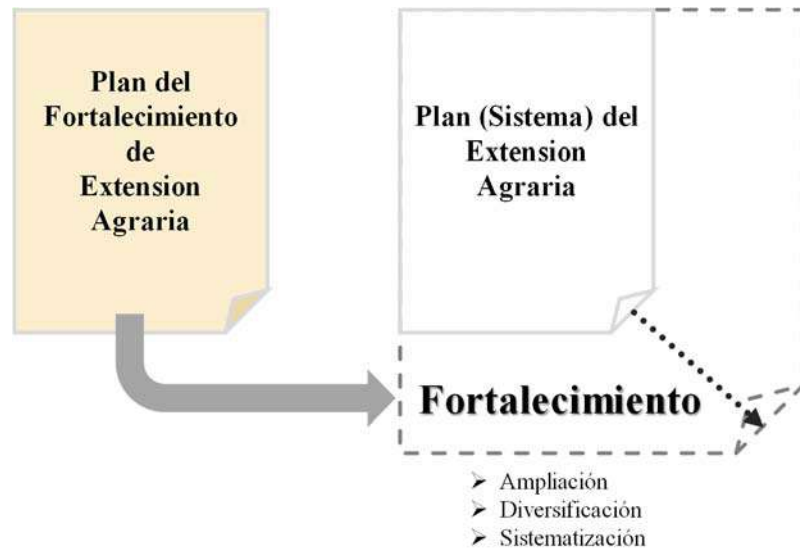 Plan del
Fortalecimiento
de
Extension
Agraria
Plan (Sistema) del
Extension
Agraria
Fortalecimiento
➢ Ampliación
➢ Diversificación
➢ Sistematización